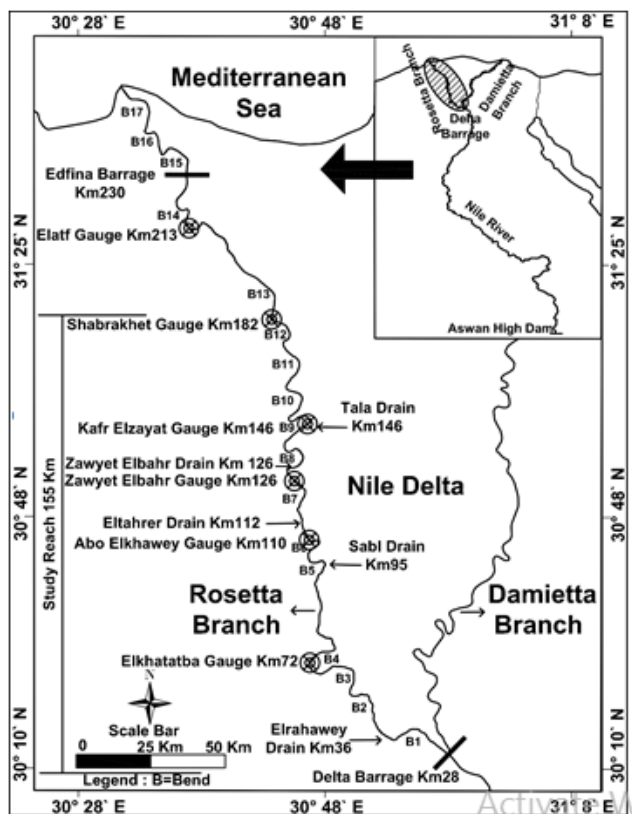 30° 28` E
30° 48` E
31° 8` E
Mediterranean
Sea
Rosetta Branch
Damietta
Branch
Delta
Barrage
Nile River
Aswan High Dam
B17
B16
B15
Edfina Barrage
Km230
B14
Elatf Gauge Km213
31° 25` N
31° 25` N
B13
Shabrakhet Gauge Km182
B12
B11
B10
Kafr Elzayat Gauge Km146
B9
Tala Drain
Km146
B8
Zawyet Elbahr Drain Km 126
Zawyet Elbahr Gauge Km126
B7
Nile Delta
30° 48` N
30° 48` N
Eltahrer Drain Km112
Abo Elkhawey Gauge Km110
B6
B5
Sabl Drain
Km95
Study Reach 155 Km
Rosetta
Branch
Damietta
Branch
Elkhatatba Gauge Km72
B4
B3
B2
N
Scale Bar
0 25 Km 50 Km
Elrahawey
Drain Km36
B1
Legend : B=Bend
Delta Barrage Km28
30° 10` N
30° 10` N
30° 28` E
30° 48` E
31° 8` E